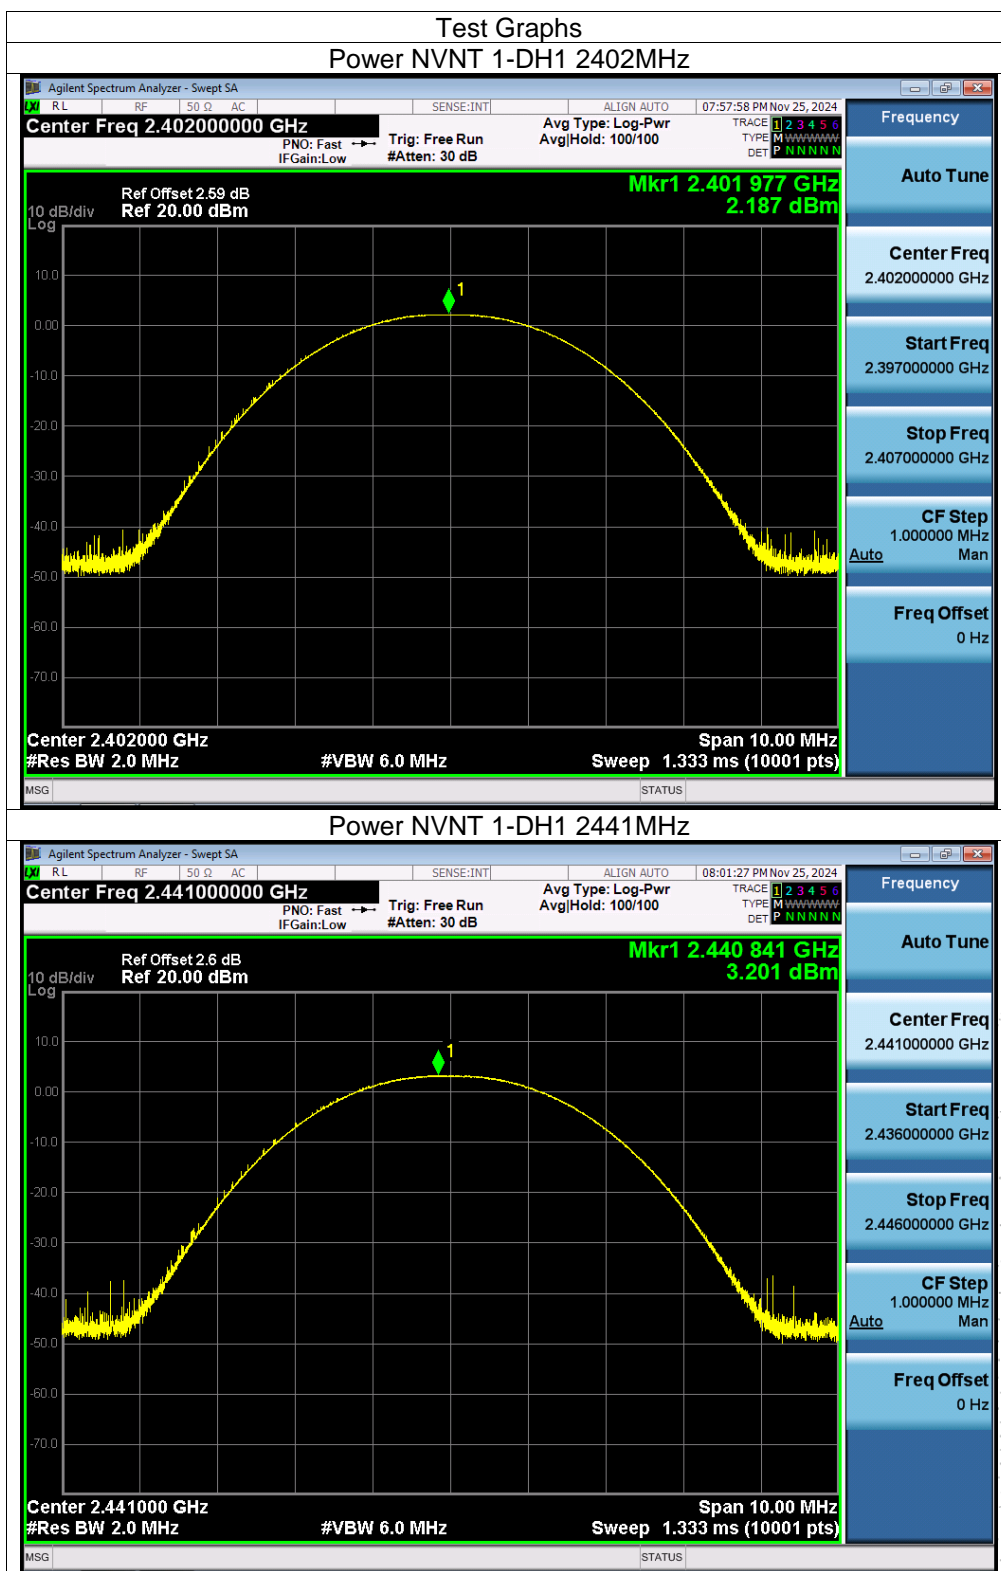 Test Graphs
Power NVNT 1-DH1 2402MHz
Agilent Spectrum Analyzer - Swept SA
LXI RL RF 50 Ω AC SENSE:INT ALIGN AUTO 07:57:58 PM Nov 25, 2024
Center Freq 2.402000000 GHz
PNO: Fast
IFGain:Low
Trig: Free Run
#Atten: 30 dB
Avg Type: Log-Pwr
Avg|Hold: 100/100
TRACE 1 2 3 4 5 6
TYPE M W W W W W
DET P N N N N N
Frequency
Mkr1 2.401 977 GHz
2.187 dBm
Ref Offset 2.59 dB
10 dB/div Ref 20.00 dBm
Log
10.0
0.00
-10.0
-20.0
-30.0
-40.0
-50.0
-60.0
-70.0
1
Center 2.402000 GHz Span 10.00 MHz
#Res BW 2.0 MHz #VBW 6.0 MHz Sweep 1.333 ms (10001 pts)
Auto Tune
Center Freq
2.402000000 GHz
Start Freq
2.397000000 GHz
Stop Freq
2.407000000 GHz
CF Step
1.000000 MHz
Auto Man
Freq Offset
0 Hz
MSG STATUS
Power NVNT 1-DH1 2441MHz
Agilent Spectrum Analyzer - Swept SA
LXI RL RF 50 Ω AC SENSE:INT ALIGN AUTO 08:01:27 PM Nov 25, 2024
Center Freq 2.441000000 GHz
PNO: Fast
IFGain:Low
Trig: Free Run
#Atten: 30 dB
Avg Type: Log-Pwr
Avg|Hold: 100/100
TRACE 1 2 3 4 5 6
TYPE M W W W W W
DET P N N N N N
Frequency
Mkr1 2.440 841 GHz
3.201 dBm
Ref Offset 2.6 dB
10 dB/div Ref 20.00 dBm
Log
10.0
0.00
-10.0
-20.0
-30.0
-40.0
-50.0
-60.0
-70.0
1
Center 2.441000 GHz Span 10.00 MHz
#Res BW 2.0 MHz #VBW 6.0 MHz Sweep 1.333 ms (10001 pts)
Auto Tune
Center Freq
2.441000000 GHz
Start Freq
2.436000000 GHz
Stop Freq
2.446000000 GHz
CF Step
1.000000 MHz
Auto Man
Freq Offset
0 Hz
MSG STATUS